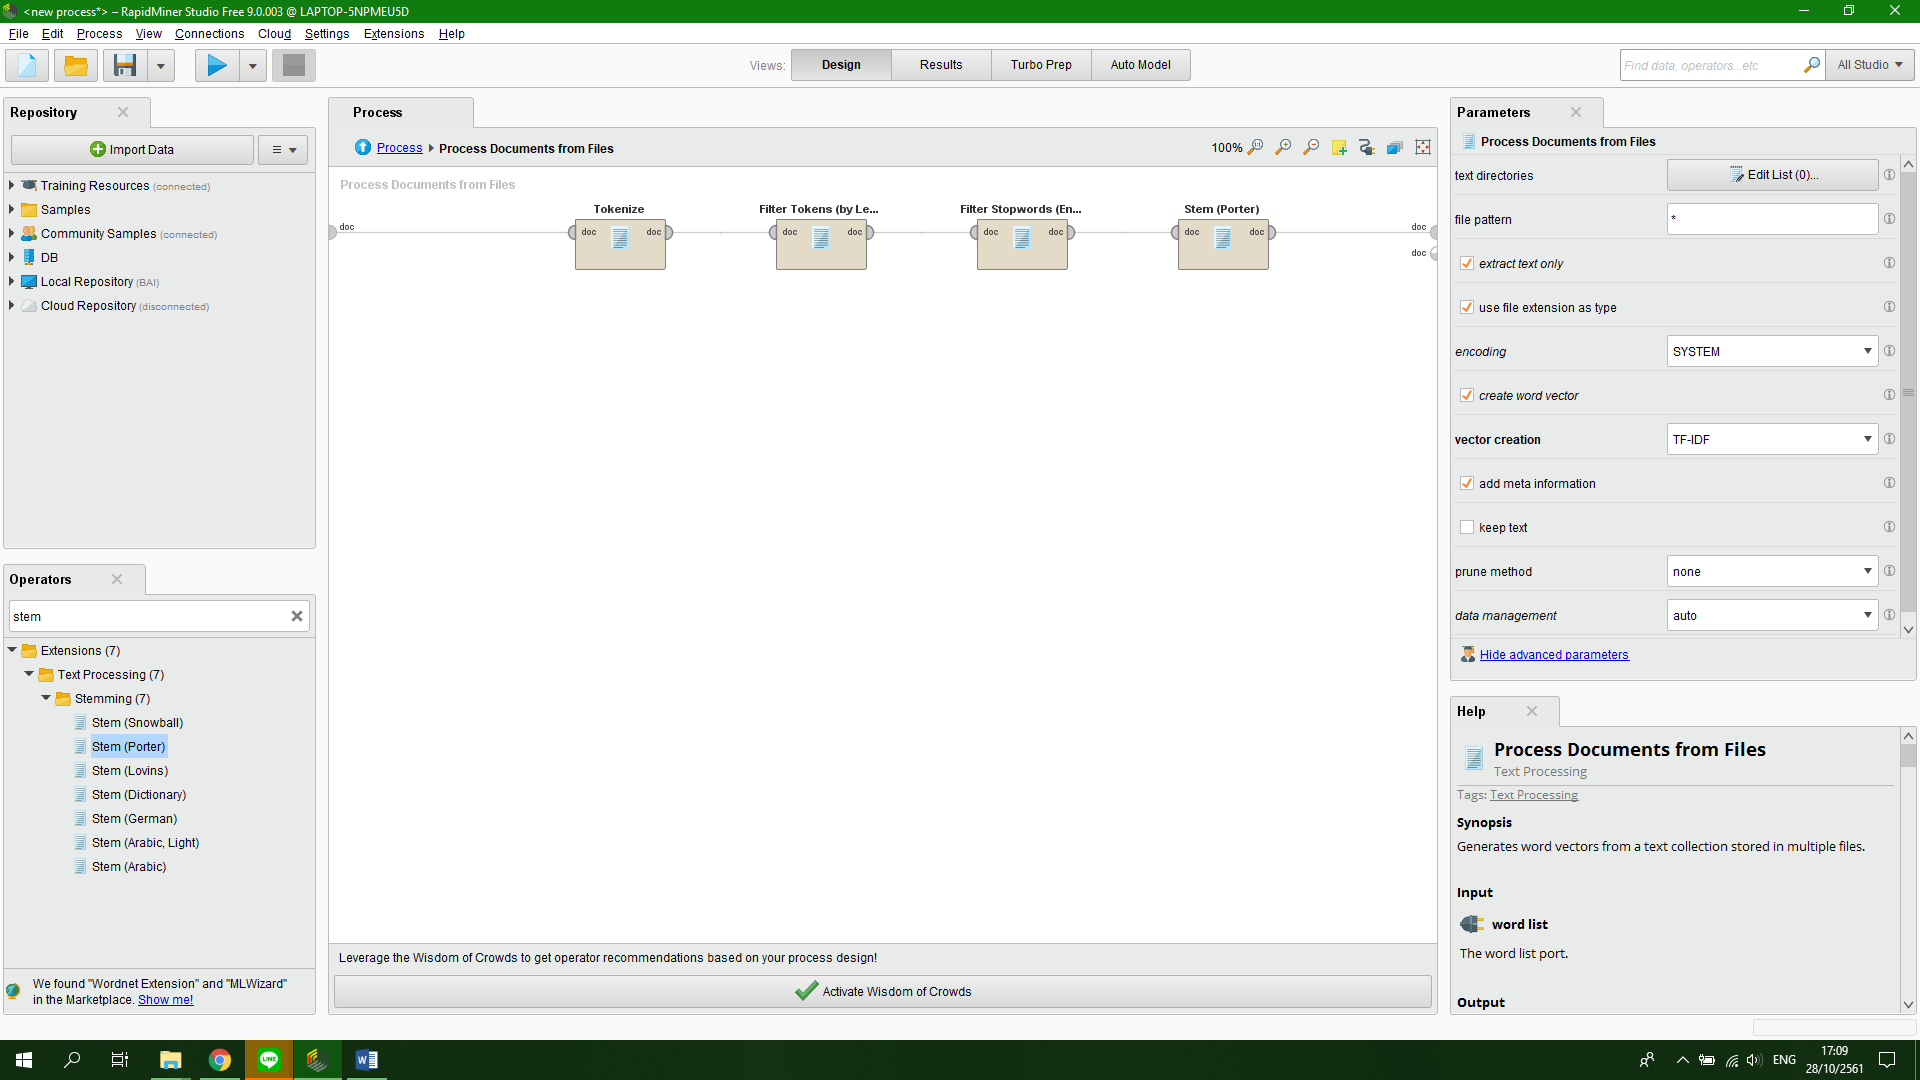 <new process*> – RapidMiner Studio Free 9.0.003 @ LAPTOP-5NPMEU5D
File Edit Process View Connections Cloud Settings Extensions Help
Views: Design Results Turbo Prep Auto Model
Find data, operators...etc All Studio
Repository
Import Data
Training Resources (connected)
Samples
Community Samples (connected)
DB
Local Repository (BAI)
Cloud Repository (disconnected)
Operators
stem
Extensions (7)
Text Processing (7)
Stemming (7)
Stem (Snowball)
Stem (Porter)
Stem (Lovins)
Stem (Dictionary)
Stem (German)
Stem (Arabic, Light)
Stem (Arabic)
We found "Wordnet Extension" and "MLWizard"
in the Marketplace. Show me!
Process
Process Process Documents from Files
100%
Process Documents from Files
Tokenize Filter Tokens (by Le... Filter Stopwords (En... Stem (Porter)
doc doc doc doc doc doc doc doc doc doc
doc
Leverage the Wisdom of Crowds to get operator recommendations based on your process design!
Activate Wisdom of Crowds
Parameters
Process Documents from Files
text directories Edit List (0)...
file pattern *
extract text only
use file extension as type
encoding SYSTEM
create word vector
vector creation TF-IDF
add meta information
keep text
prune method none
data management auto
Hide advanced parameters
Help
Process Documents from Files
Text Processing
Tags: Text Processing
Synopsis
Generates word vectors from a text collection stored in multiple files.
Input
word list
The word list port.
Output
LINE
W
ENG
17:09
28/10/2561